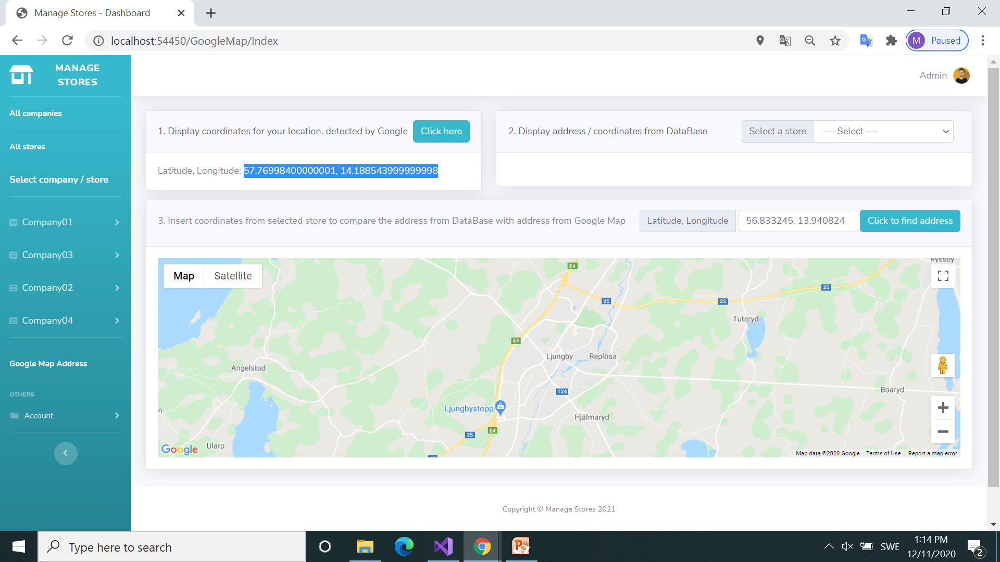 Manage Stores - Dashboard
localhost:54450/GoogleMap/Index
M Paused
MANAGE
STORES
All companies
All stores
Select company / store
Company01
Company03
Company02
Company04
Google Map Address
OTHERS
Account
Admin
1. Display coordinates for your location, detected by Google
Click here
Latitude, Longitude: 57.76998400000001, 14.188543999999998
2. Display address / coordinates from DataBase
Select a store
--- Select ---
3. Insert coordinates from selected store to compare the address from DataBase with address from Google Map
Latitude, Longitude
56.833245, 13.940824
Click to find address
Map
Satellite
Ryssby
E4
25
25
25
Tutaryd
E4
Ljungby
Replösa
Angelstad
124
Boaryd
Ljungbystopp
Hjälmaryd
n
E4
25
Ularp
Google
Map data ©2020 Google
Terms of Use
Report a map error
Copyright © Manage Stores 2021
Type here to search
SWE
1:14 PM
12/11/2020
2